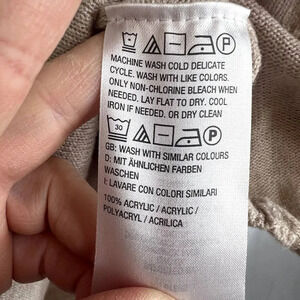 P
MACHINE WASH COLD DELICATE
CYCLE. WASH WITH LIKE COLORS.
ONLY NON-CHLORINE BLEACH WHEN
NEEDED. LAY FLAT TO DRY. COOL
IRON IF NEEDED. OR DRY CLEAN
30 P
GB: WASH WITH SIMILAR COLOURS
D: MIT ÄHNLICHEN FARBEN
WASCHEN
I: LAVARE CON COLORI SIMILARI
100% ACRYLIC / ACRYLIC /
POLYACRYL / ACRILICA